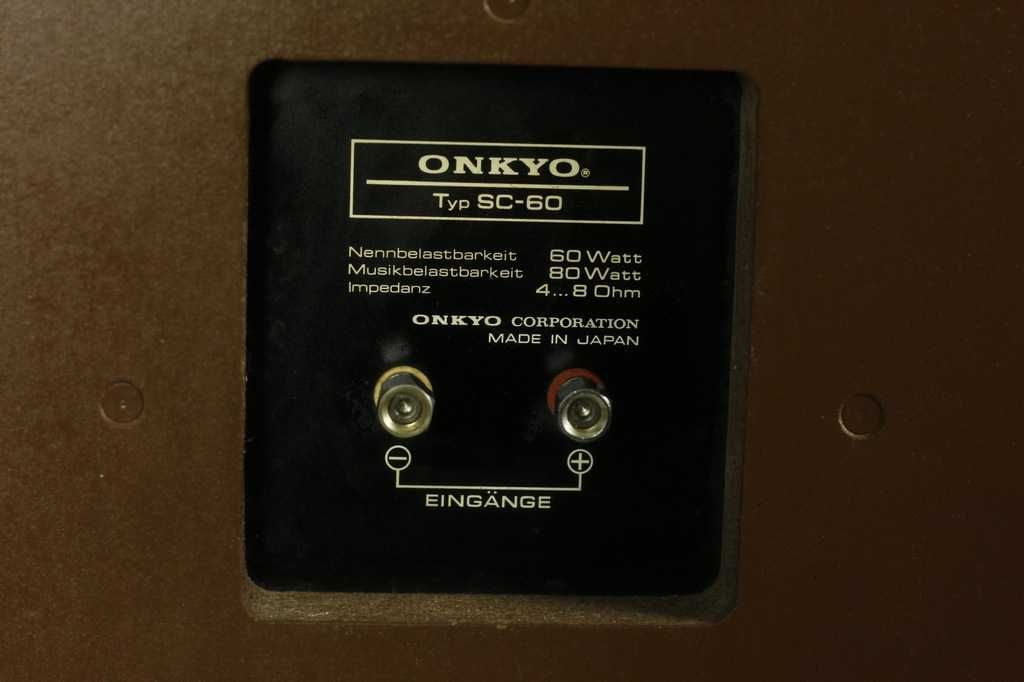 ONKYO®
Typ SC-60
Nennbelastbarkeit 60 Watt
Musikbelastbarkeit 80 Watt
Impedanz 4...8 Ohm
ONKYO CORPORATION
MADE IN JAPAN
− +
EINGÄNGE